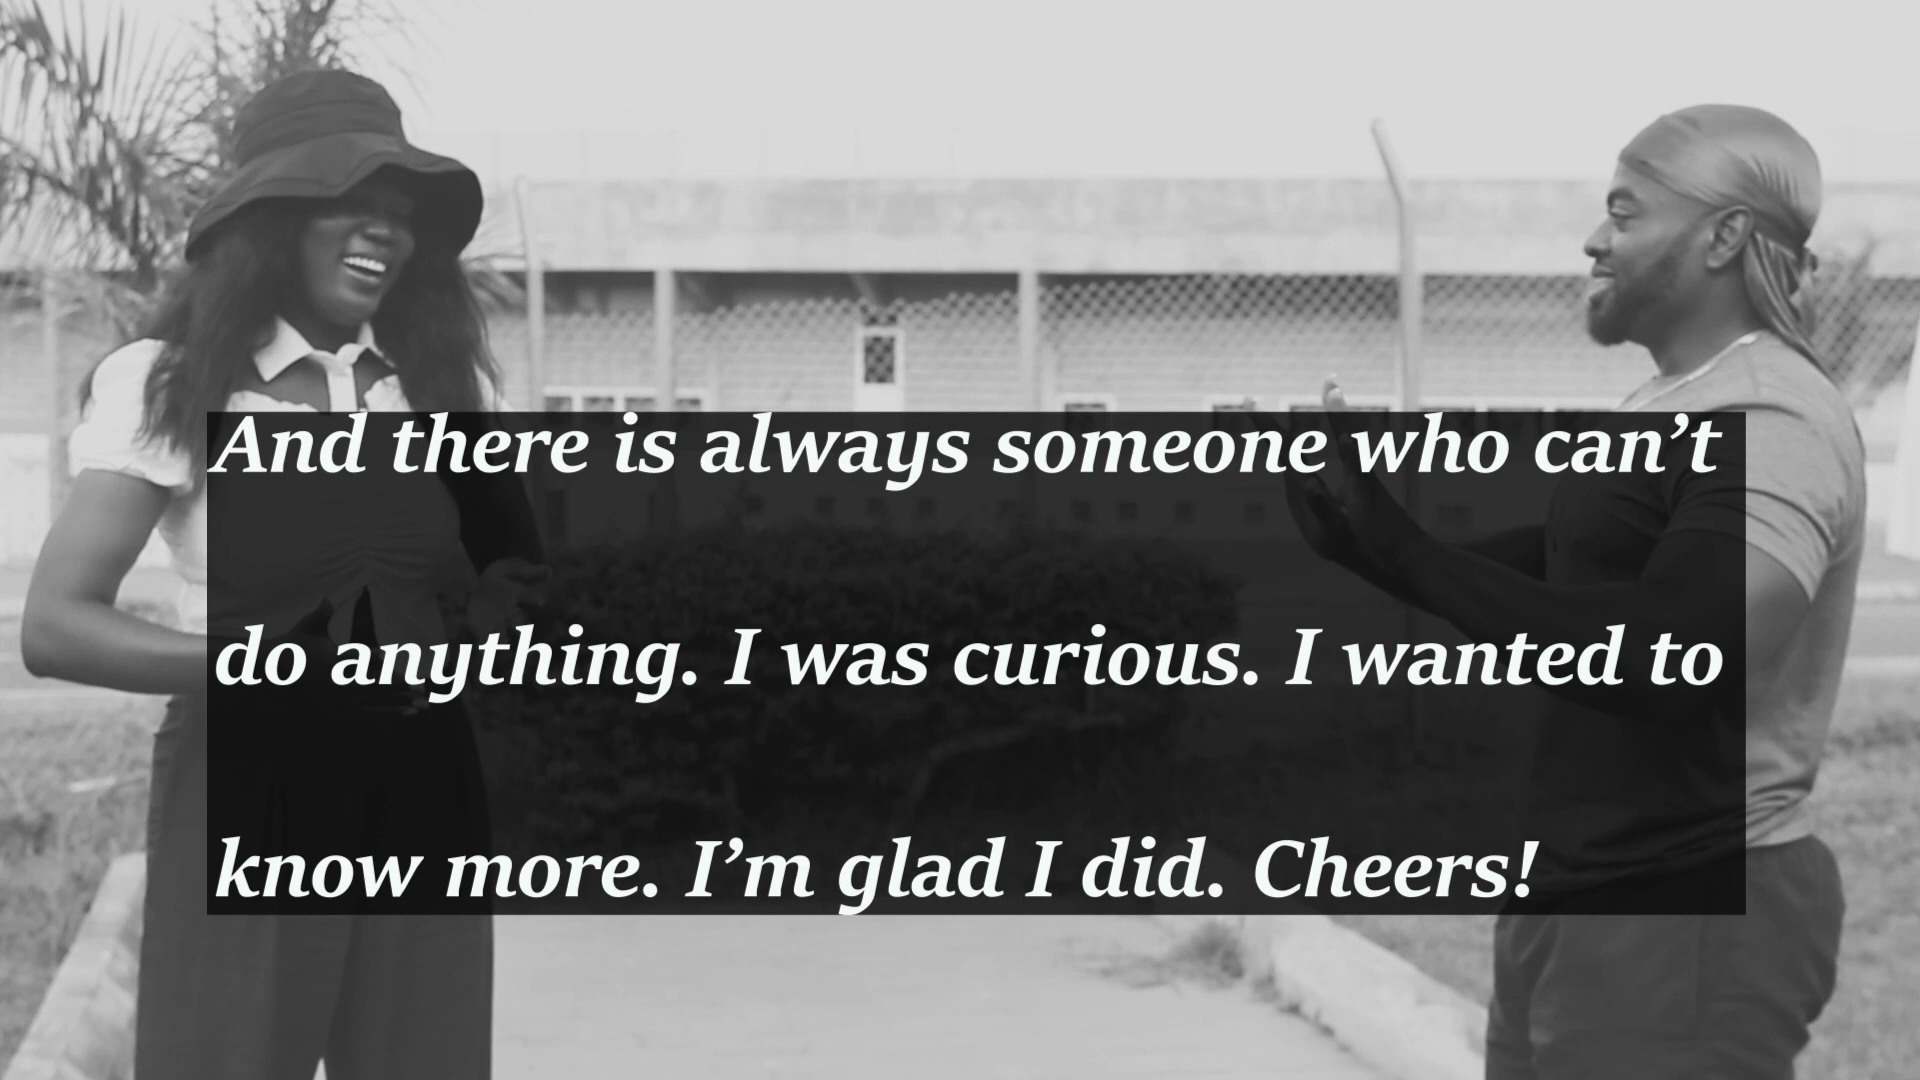 And there is always someone who can’t
do anything. I was curious. I wanted to
know more. I’m glad I did. Cheers!